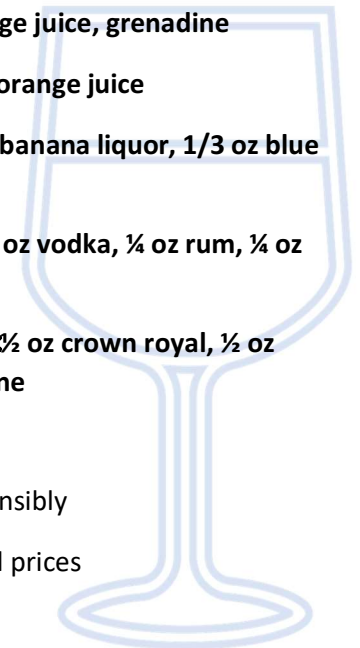 ge juice, grenadine
orange juice
banana liquor, 1/3 oz blue
oz vodka, ¼ oz rum, ¼ oz
½ oz crown royal, ½ oz
ne
nsibly
prices